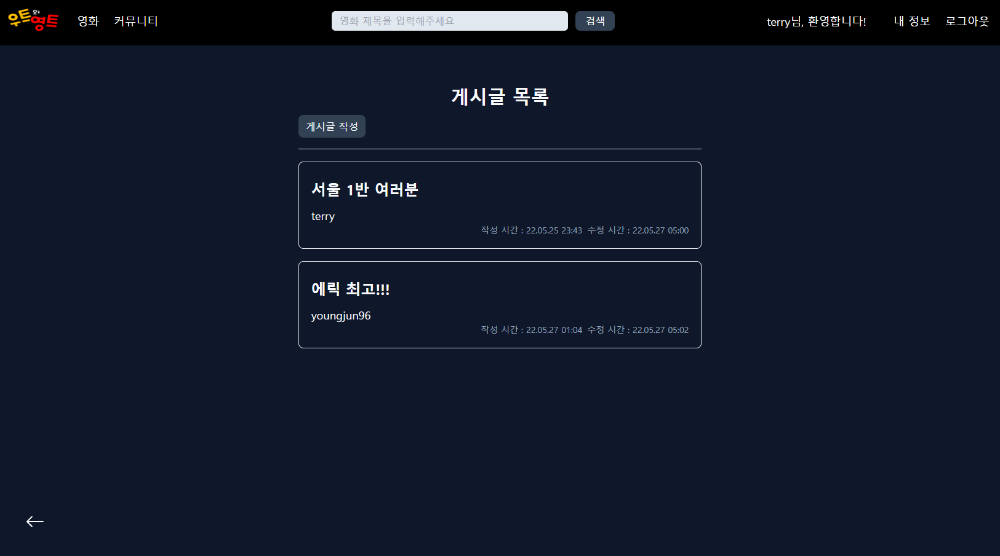 우트와영트 영화 커뮤니티 영화 제목을 입력해주세요 검색 terry님, 환영합니다! 내 정보 로그아웃
게시글 목록
게시글 작성
서울 1반 여러분
terry
작성 시간 : 22.05.25 23:43 수정 시간 : 22.05.27 05:00
에릭 최고!!!
youngjun96
작성 시간 : 22.05.27 01:04 수정 시간 : 22.05.27 05:02